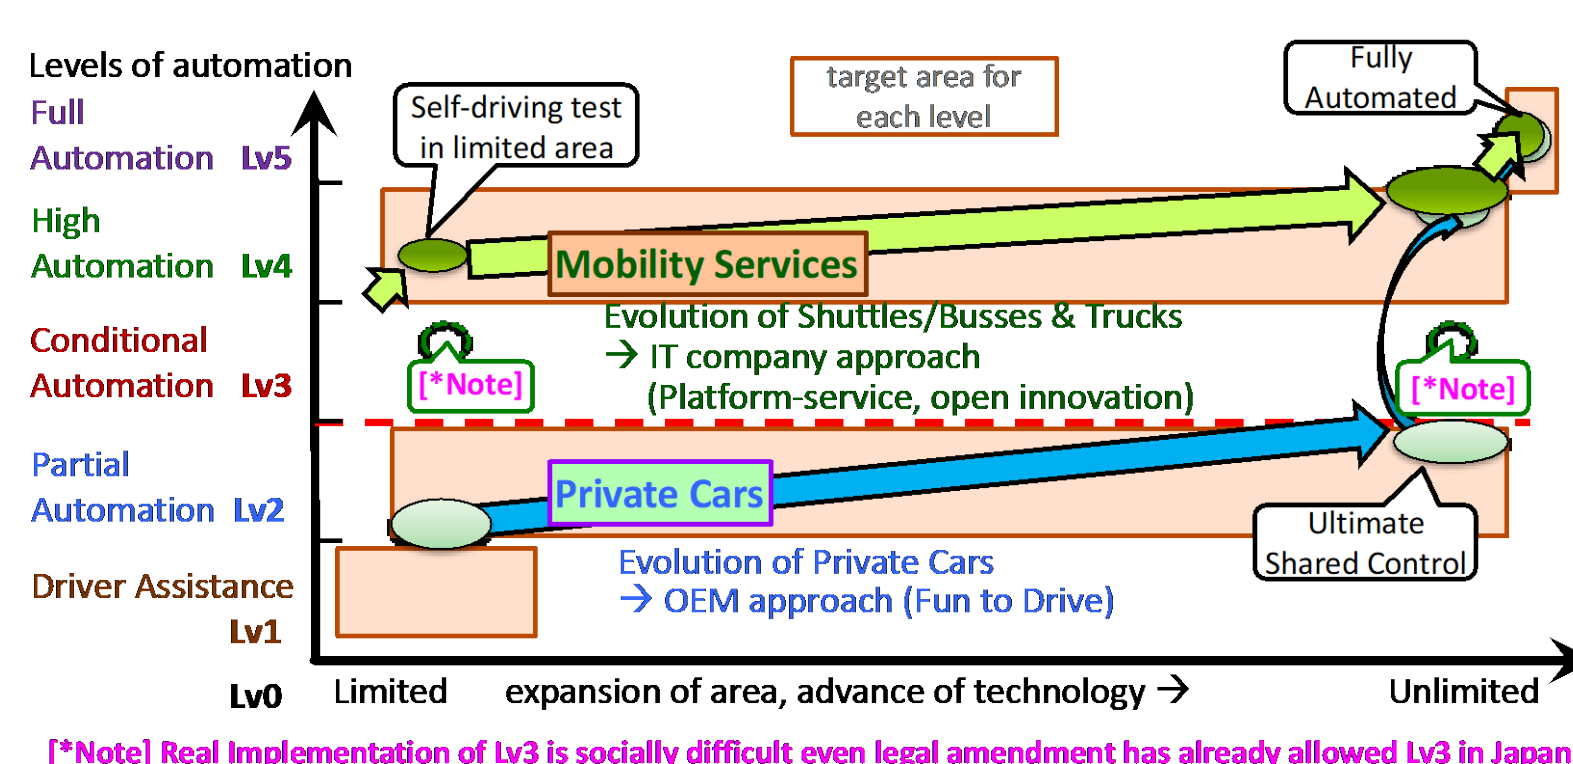 Levels of automation
Full
Automation Lv5
High
Automation Lv4
Conditional
Automation Lv3
Partial
Automation Lv2
Driver Assistance
Lv1
Lv0
Self-driving test
in limited area
target area for
each level
Fully
Automated
Mobility Services
Evolution of Shuttles/Busses & Trucks
→ IT company approach
(Platform-service, open innovation)
[*Note]
[*Note]
Private Cars
Evolution of Private Cars
→ OEM approach (Fun to Drive)
Ultimate
Shared Control
Limited expansion of area, advance of technology → Unlimited
[*Note] Real Implementation of Lv3 is socially difficult even legal amendment has already allowed Lv3 in Japan